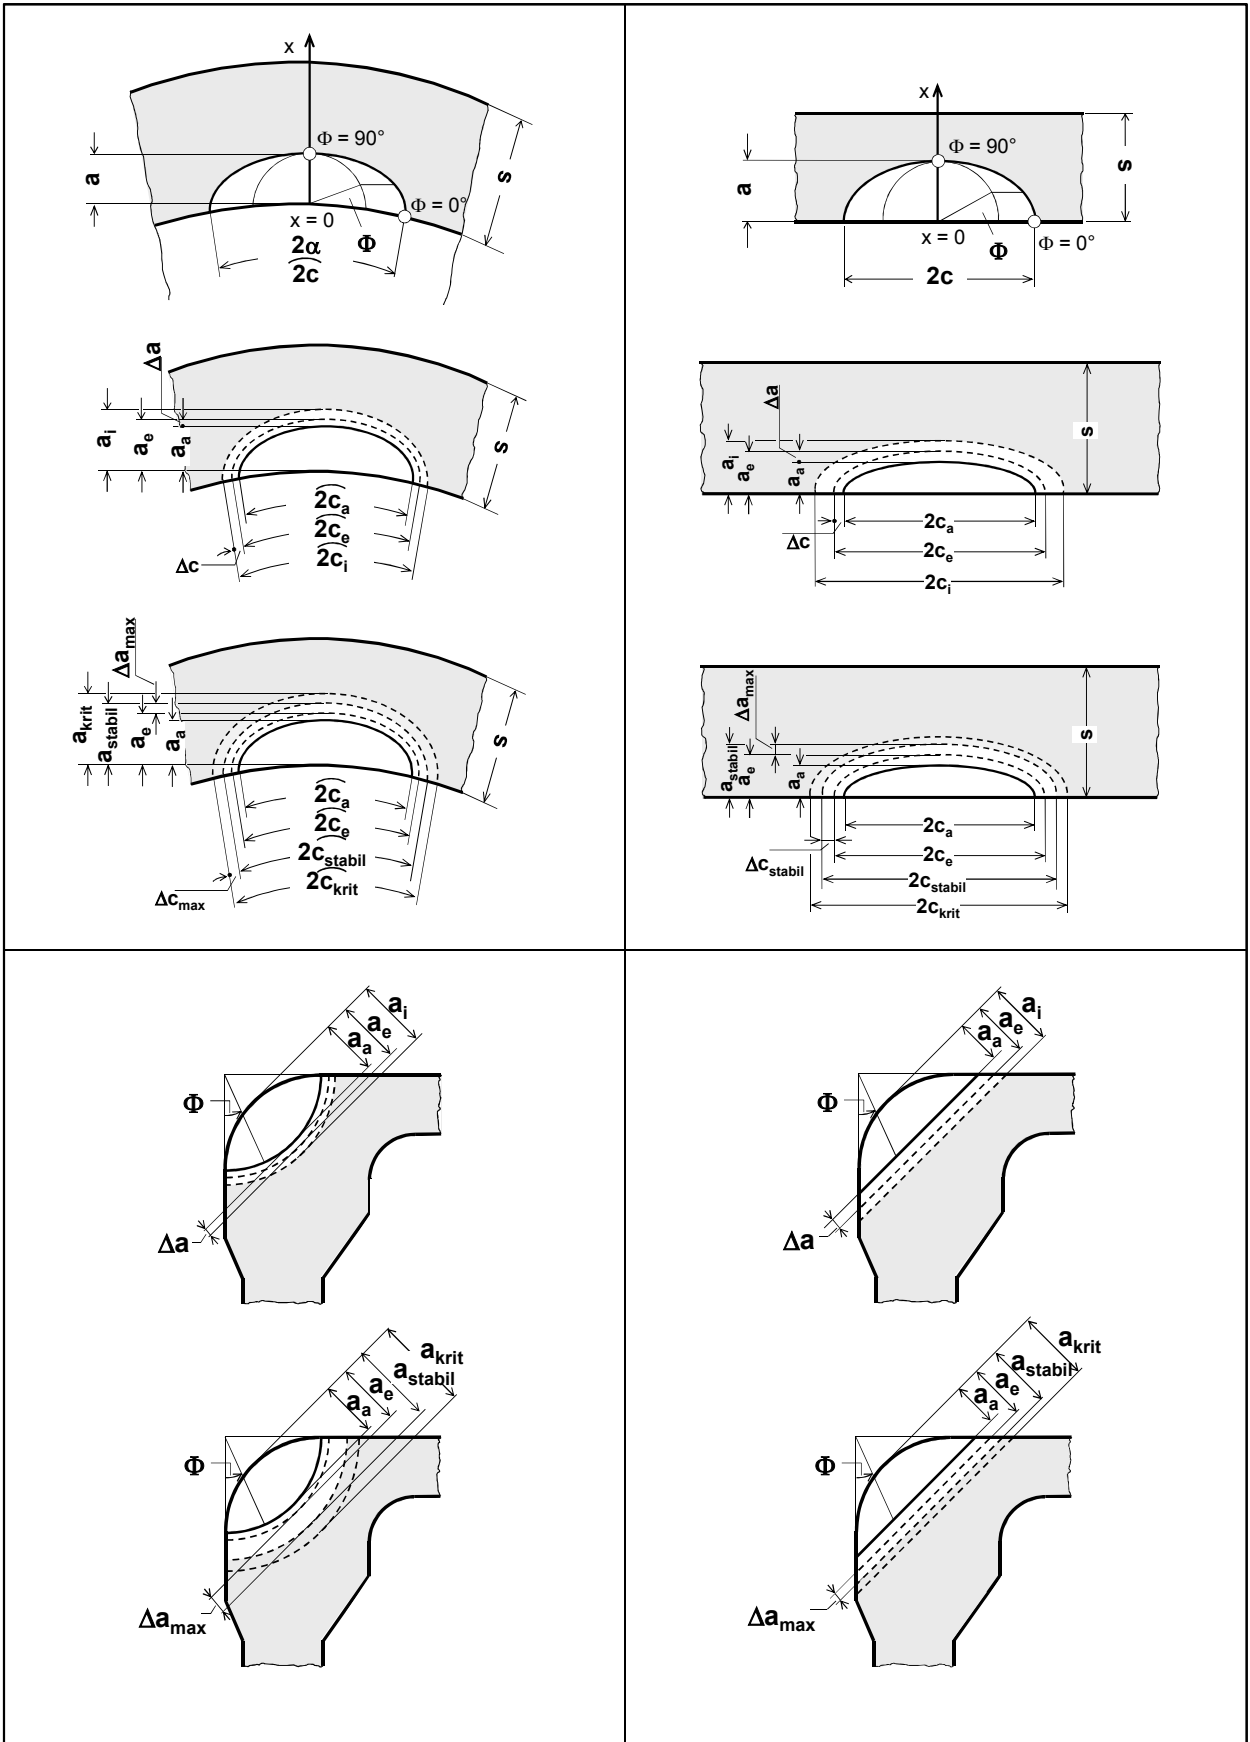 x
Φ = 90°
a
s
Φ = 0°
x = 0
2α
Φ
2c
x
Φ = 90°
a
s
x = 0
Φ
Φ = 0°
2c
Δa
a_i
a_e
a_a
s
2c_a
2c_e
2c_i
Δc
Δa
a_i
a_e
a_a
s
2c_a
Δc
2c_e
2c_i
Δa_max
a_krit
a_stabil
a_e
a_a
s
2c_a
2c_e
2c_stabil
2c_krit
Δc_max
Δa_max
a_stabil
a_e
a_a
s
2c_a
2c_e
Δc_stabil
2c_stabil
2c_krit
a_i
a_e
a_a
Φ
Δa
a_i
a_e
a_a
Φ
Δa
a_krit
a_stabil
a_e
a_a
Φ
Δa_max
a_krit
a_stabil
a_e
a_a
Φ
Δa_max